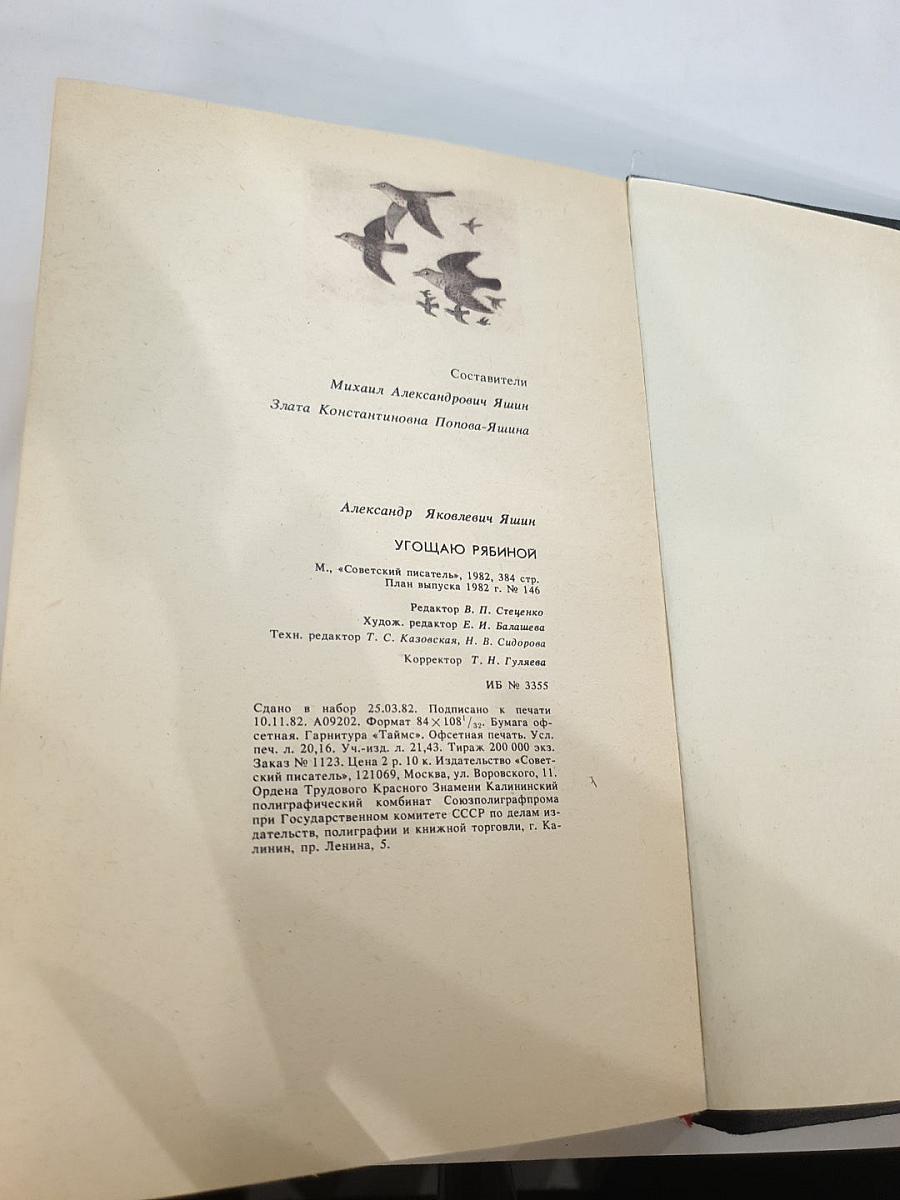 Составители
Михаил Александрович Яшин
Злата Константиновна Попова-Яшина
Александр Яковлевич Яшин
УГОЩАЮ РЯБИНОЙ
М., «Советский писатель», 1982, 384 стр.
План выпуска 1982 г. № 146
Редактор В. П. Стеценко
Худож. редактор Е. И. Балашева
Техн. редактор Т. С. Казовская, Н. В. Сидорова
Корректор Т. Н. Гуляева
ИБ № 3355
Сдано в набор 25.03.82. Подписано к печати
10.11.82. А09202. Формат 84×108¹/₃₂. Бумага оф-
сетная. Гарнитура «Таймс». Офсетная печать. Усл.
печ. л. 20,16. Уч.-изд. л. 21,43. Тираж 200 000 экз.
Заказ № 1123. Цена 2 р. 10 к. Издательство «Совет-
ский писатель», 121069, Москва, ул. Воровского, 11.
Ордена Трудового Красного Знамени Калининский
полиграфический комбинат Союзполиграфпрома
при Государственном комитете СССР по делам из-
дательств, полиграфии и книжной торговли, г. Ка-
линин, пр. Ленина, 5.